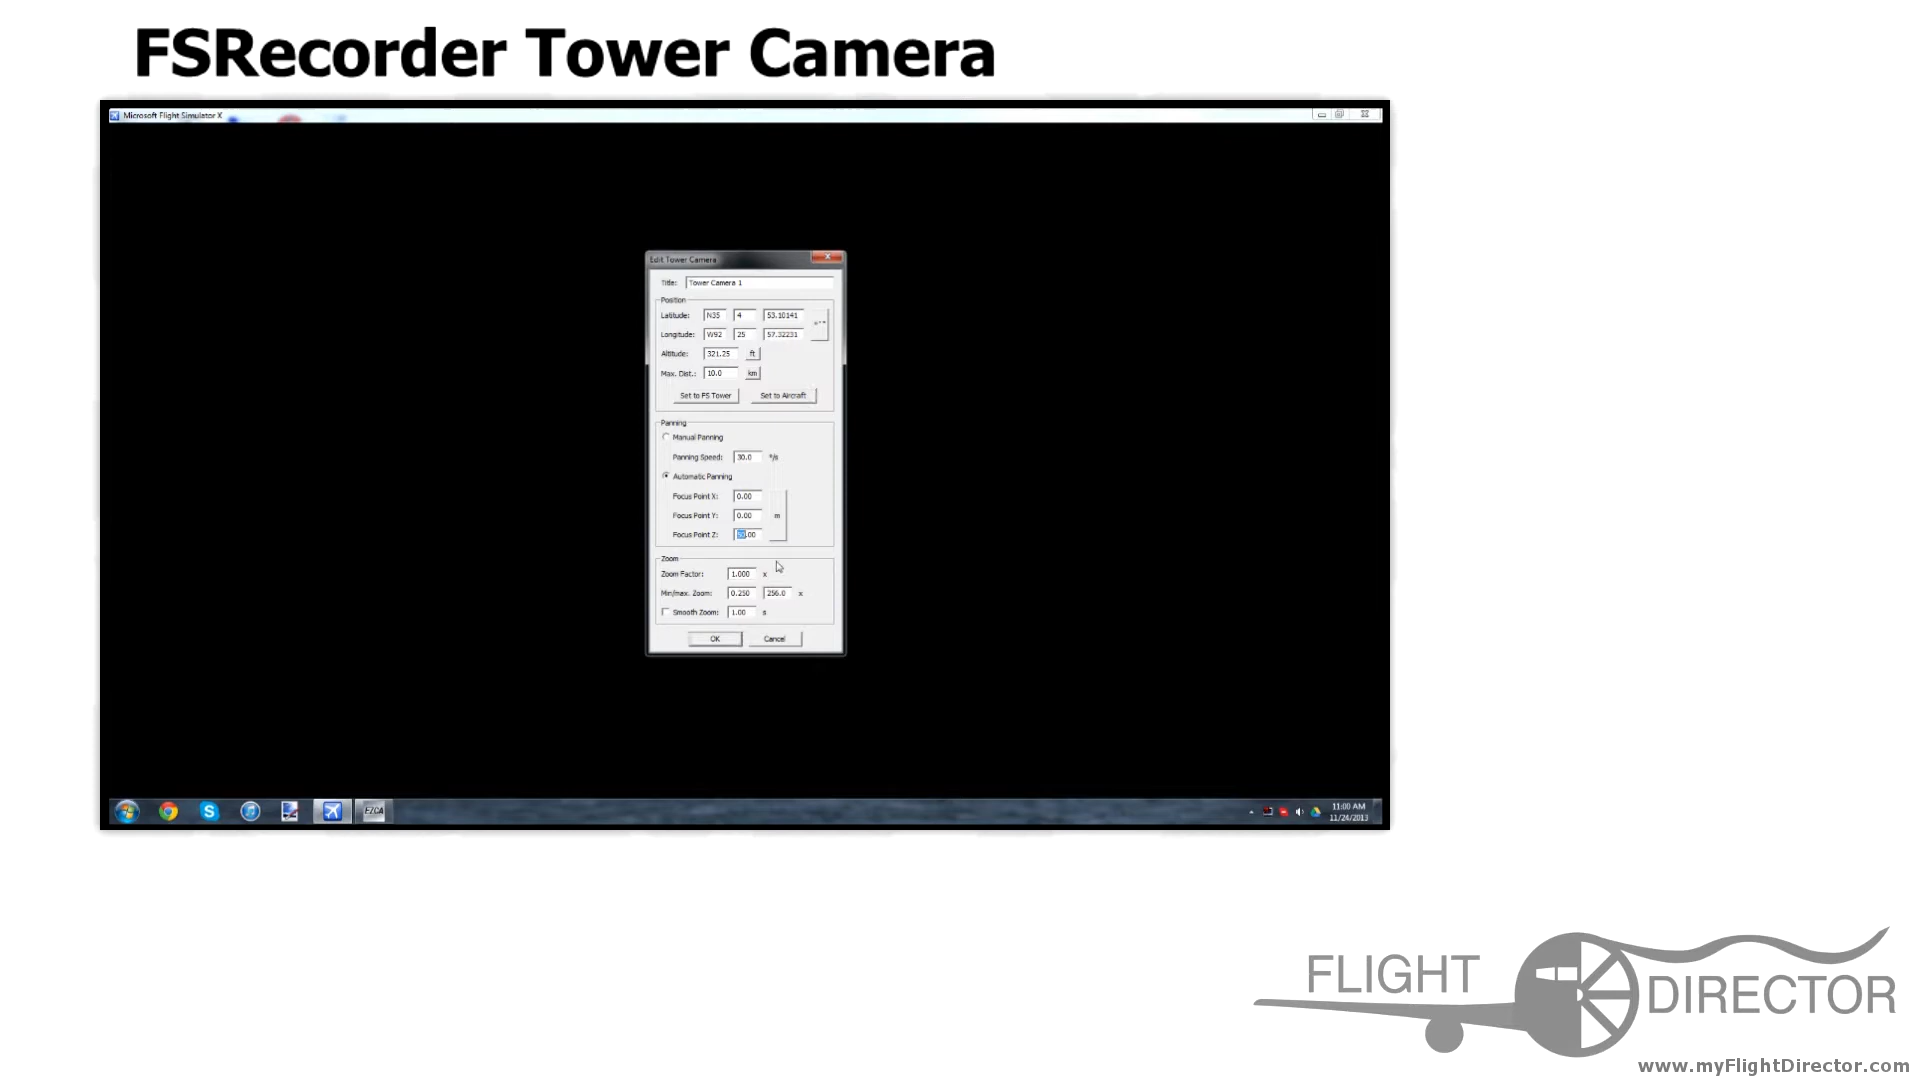 FSRecorder Tower Camera
Microsoft Flight Simulator X
Edit Tower Camera
Title: Tower Camera 1
Position
Latitude: N35 4 53.10141
Longitude: W92 25 57.32231
Altitude: 321.25 ft
Max. Dist.: 10.0 km
Set to FS Tower Set to Aircraft
Panning
Manual Panning
Panning Speed: 30.0 °/s
Automatic Panning
Focus Point X: 0.00
Focus Point Y: 0.00 m
Focus Point Z:
Zoom
Zoom Factor: 1.000 x
Min/max. Zoom: 0.250 256.0 x
Smooth Zoom: 1.00 s
OK Cancel
EZCA
11:00 AM
11/24/2013
FLIGHT
DIRECTOR
www.myFlightDirector.com